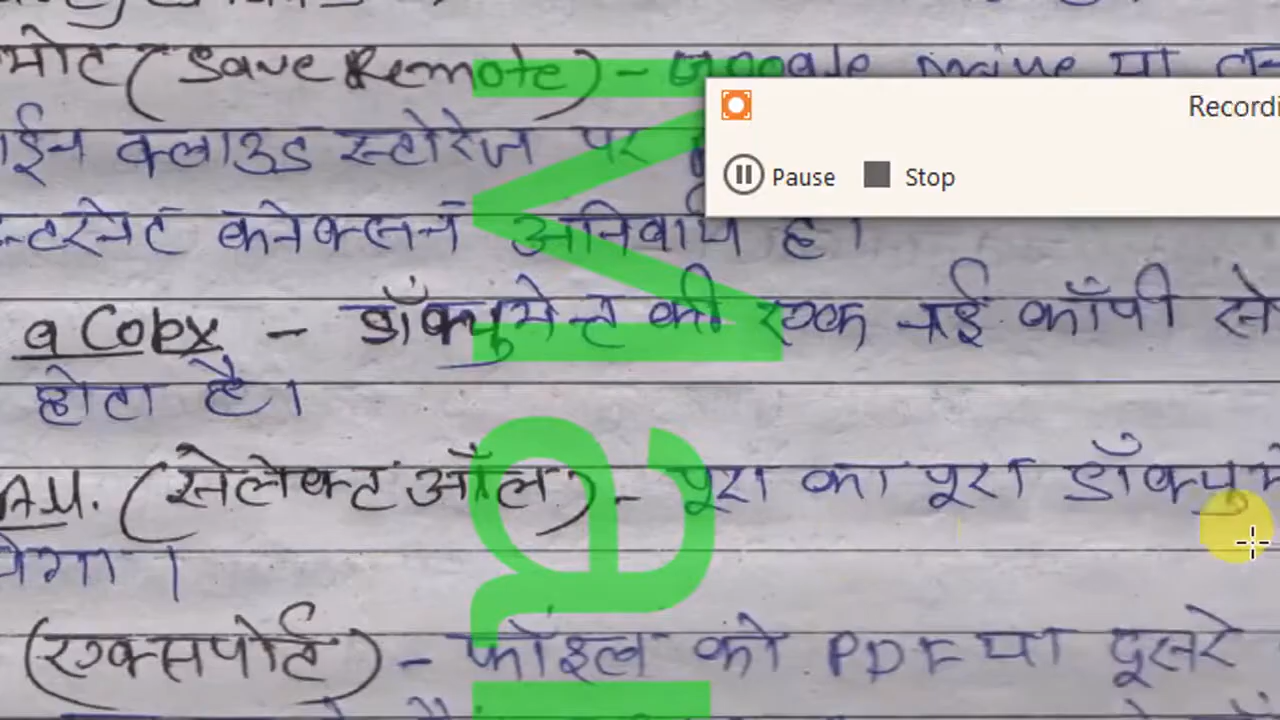 मोट (Save Remote) - Google Drive या
ाईन क्लाउड स्टोरेज पर
Recordi
Pause Stop
न्टरनेट कनेक्शन अनिवार्य है।
a Copy - डॉक्युमेन्ट की एक नई कॉपी से
होता है।
All. (सेलेक्ट ऑल) - पूरा का पूरा डॉक्युमे
येगा ।
(एक्सपोर्ट) - फॉइल को PDF या दूसरे